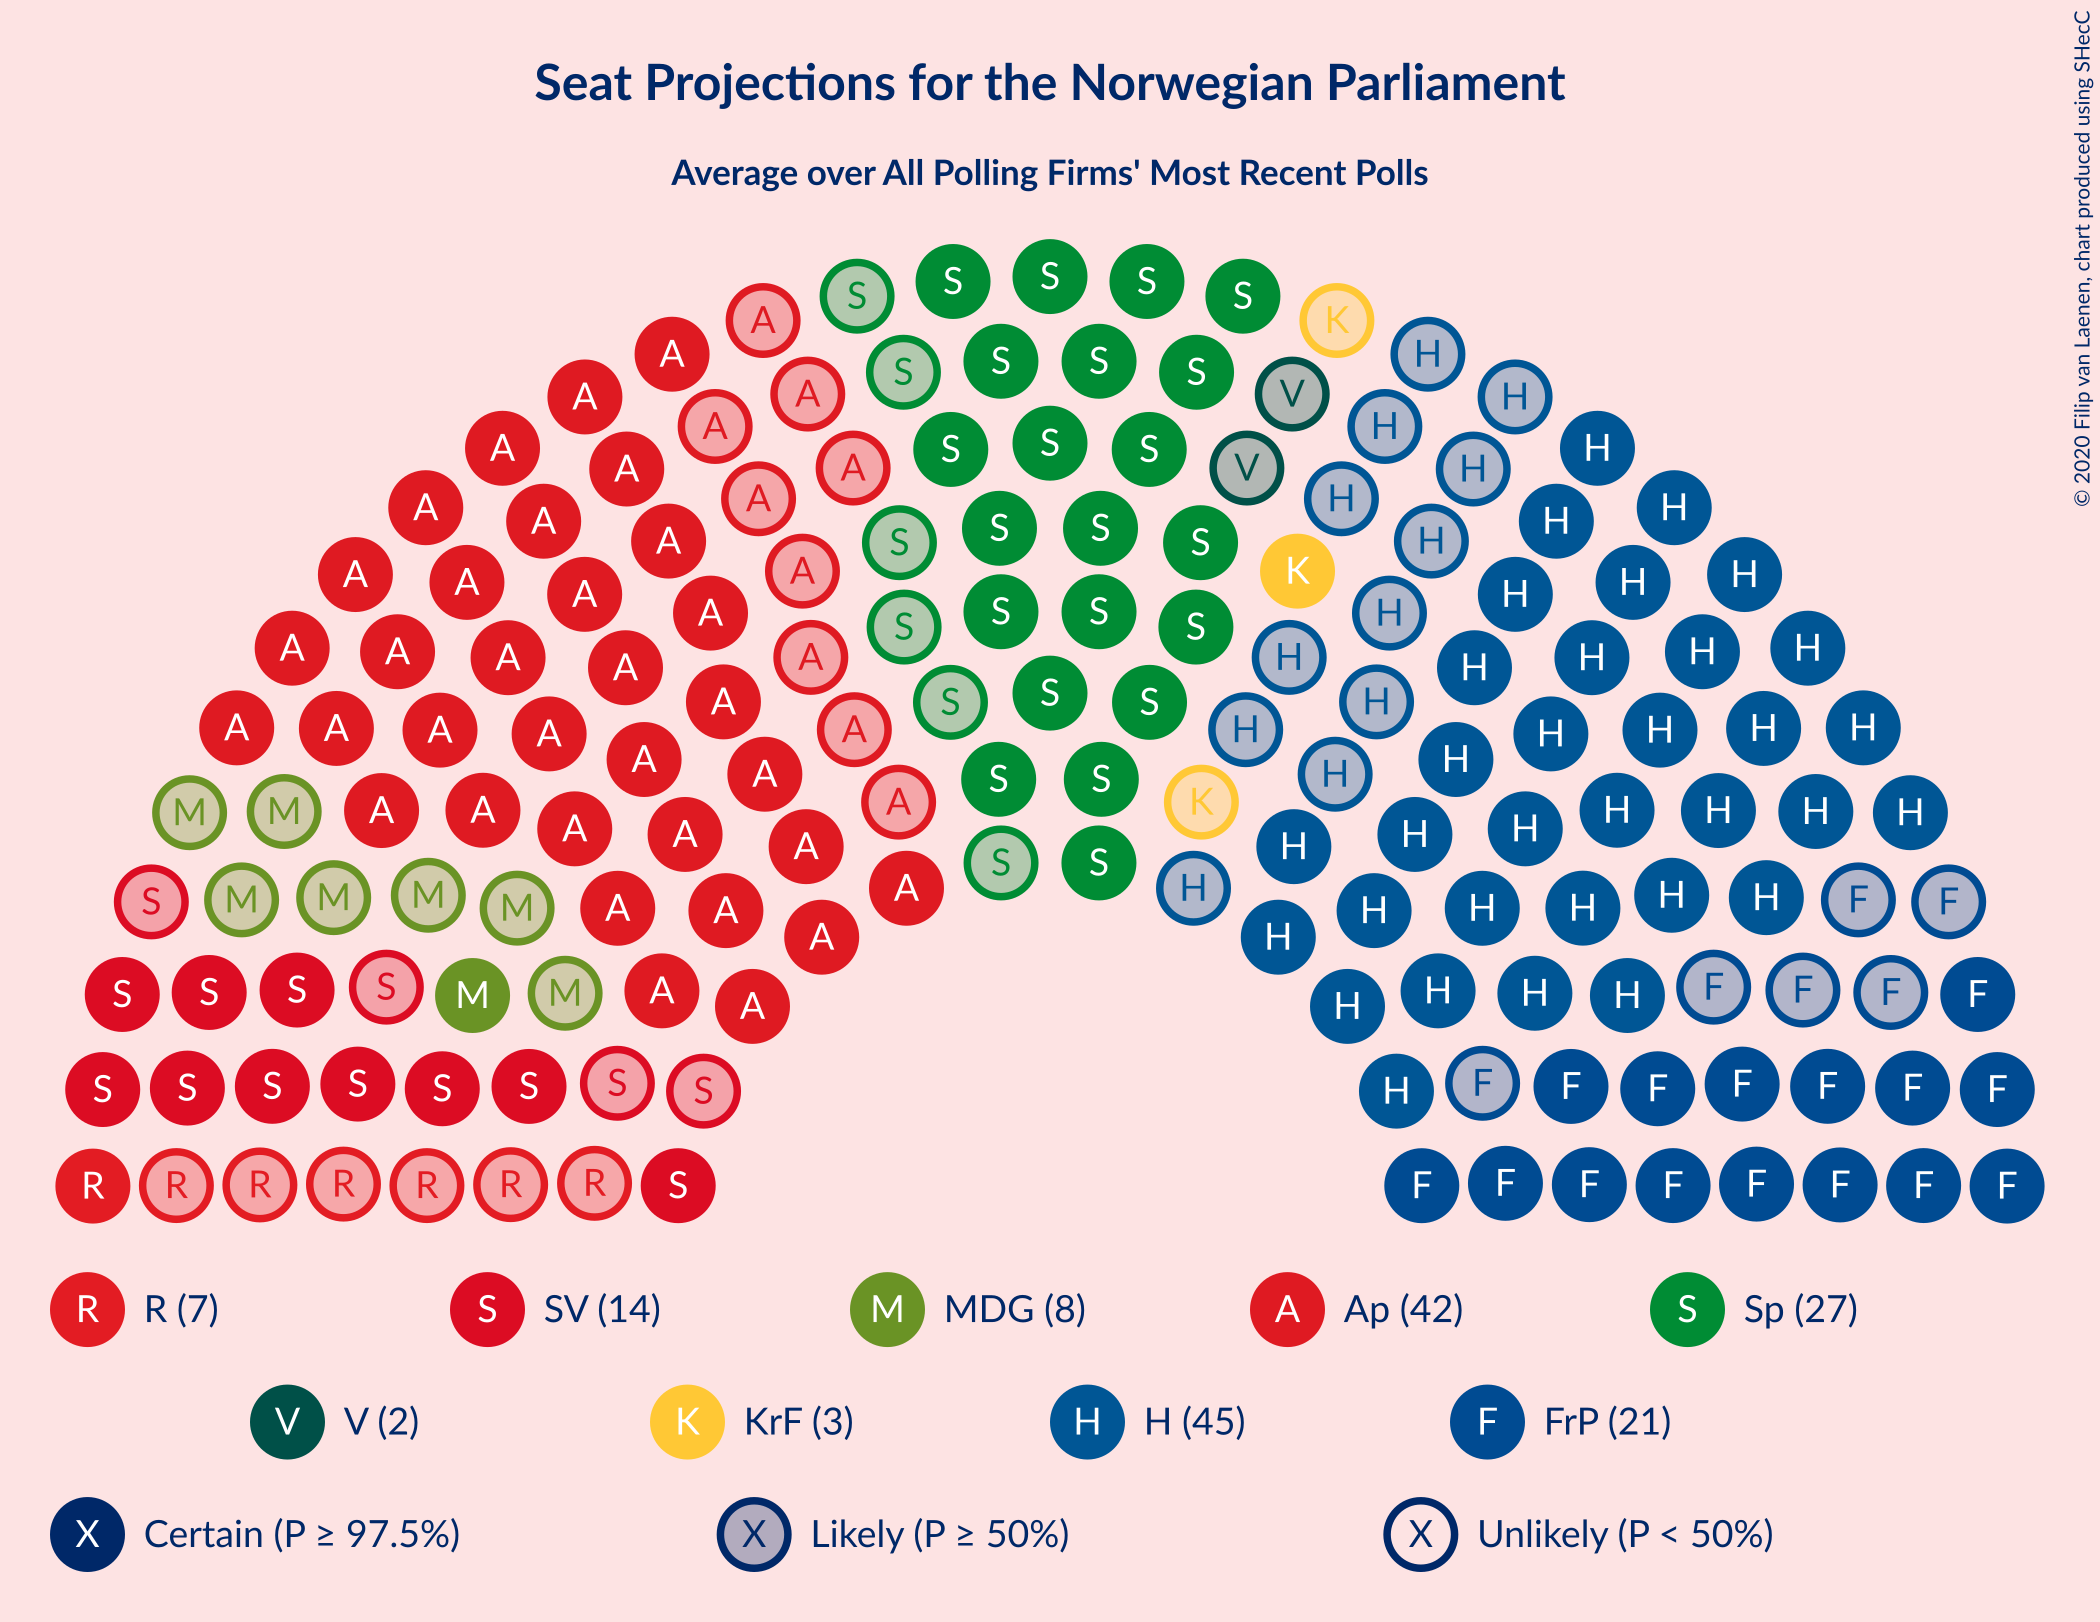 Seat Projections for the Norwegian Parliament
Average over All Polling Firms' Most Recent Polls
© 2020 Filip van Laenen, chart produced using SHecC
S S S S S
A K
A S S S S H
A A V H
A A S S S V H H
A A A H H H
A A A S S S S K H H H
A A A A H H H
A A A A S S S S H H H H
A A A A H H H H
A A A A A S S S H H H H H
A A A A H H H H
M M A A A A A A S S K H H H H H H H
S M M M M A A A S S H H H H H H F F
A H
S S S S M M A A H H H H F F F F
S S S S S S S S H F F F F F F F
R R R R R R R S F F F F F F F F
R R (7) S SV (14) M MDG (8) A Ap (42) S Sp (27)
V V (2) K KrF (3) H H (45) F FrP (21)
X Certain (P ≥ 97.5%) X Likely (P ≥ 50%) X Unlikely (P < 50%)